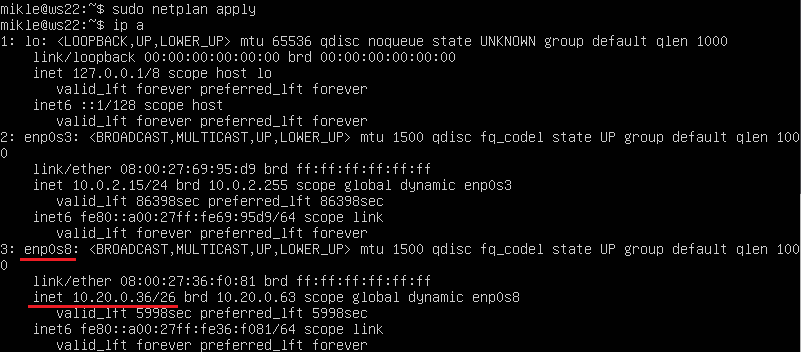 mikle@ws22:~$ sudo netplan apply
mikle@ws22:~$ ip a
1: lo: <LOOPBACK,UP,LOWER_UP> mtu 65536 qdisc noqueue state UNKNOWN group default qlen 1000
    link/loopback 00:00:00:00:00:00 brd 00:00:00:00:00:00
    inet 127.0.0.1/8 scope host lo
       valid_lft forever preferred_lft forever
    inet6 ::1/128 scope host
       valid_lft forever preferred_lft forever
2: enp0s3: <BROADCAST,MULTICAST,UP,LOWER_UP> mtu 1500 qdisc fq_codel state UP group default qlen 100
0
    link/ether 08:00:27:69:95:d9 brd ff:ff:ff:ff:ff:ff
    inet 10.0.2.15/24 brd 10.0.2.255 scope global dynamic enp0s3
       valid_lft 86398sec preferred_lft 86398sec
    inet6 fe80::a00:27ff:fe69:95d9/64 scope link
       valid_lft forever preferred_lft forever
3: enp0s8: <BROADCAST,MULTICAST,UP,LOWER_UP> mtu 1500 qdisc fq_codel state UP group default qlen 100
0
    link/ether 08:00:27:36:f0:81 brd ff:ff:ff:ff:ff:ff
    inet 10.20.0.36/26 brd 10.20.0.63 scope global dynamic enp0s8
       valid_lft 5998sec preferred_lft 5998sec
    inet6 fe80::a00:27ff:fe36:f081/64 scope link
       valid_lft forever preferred_lft forever